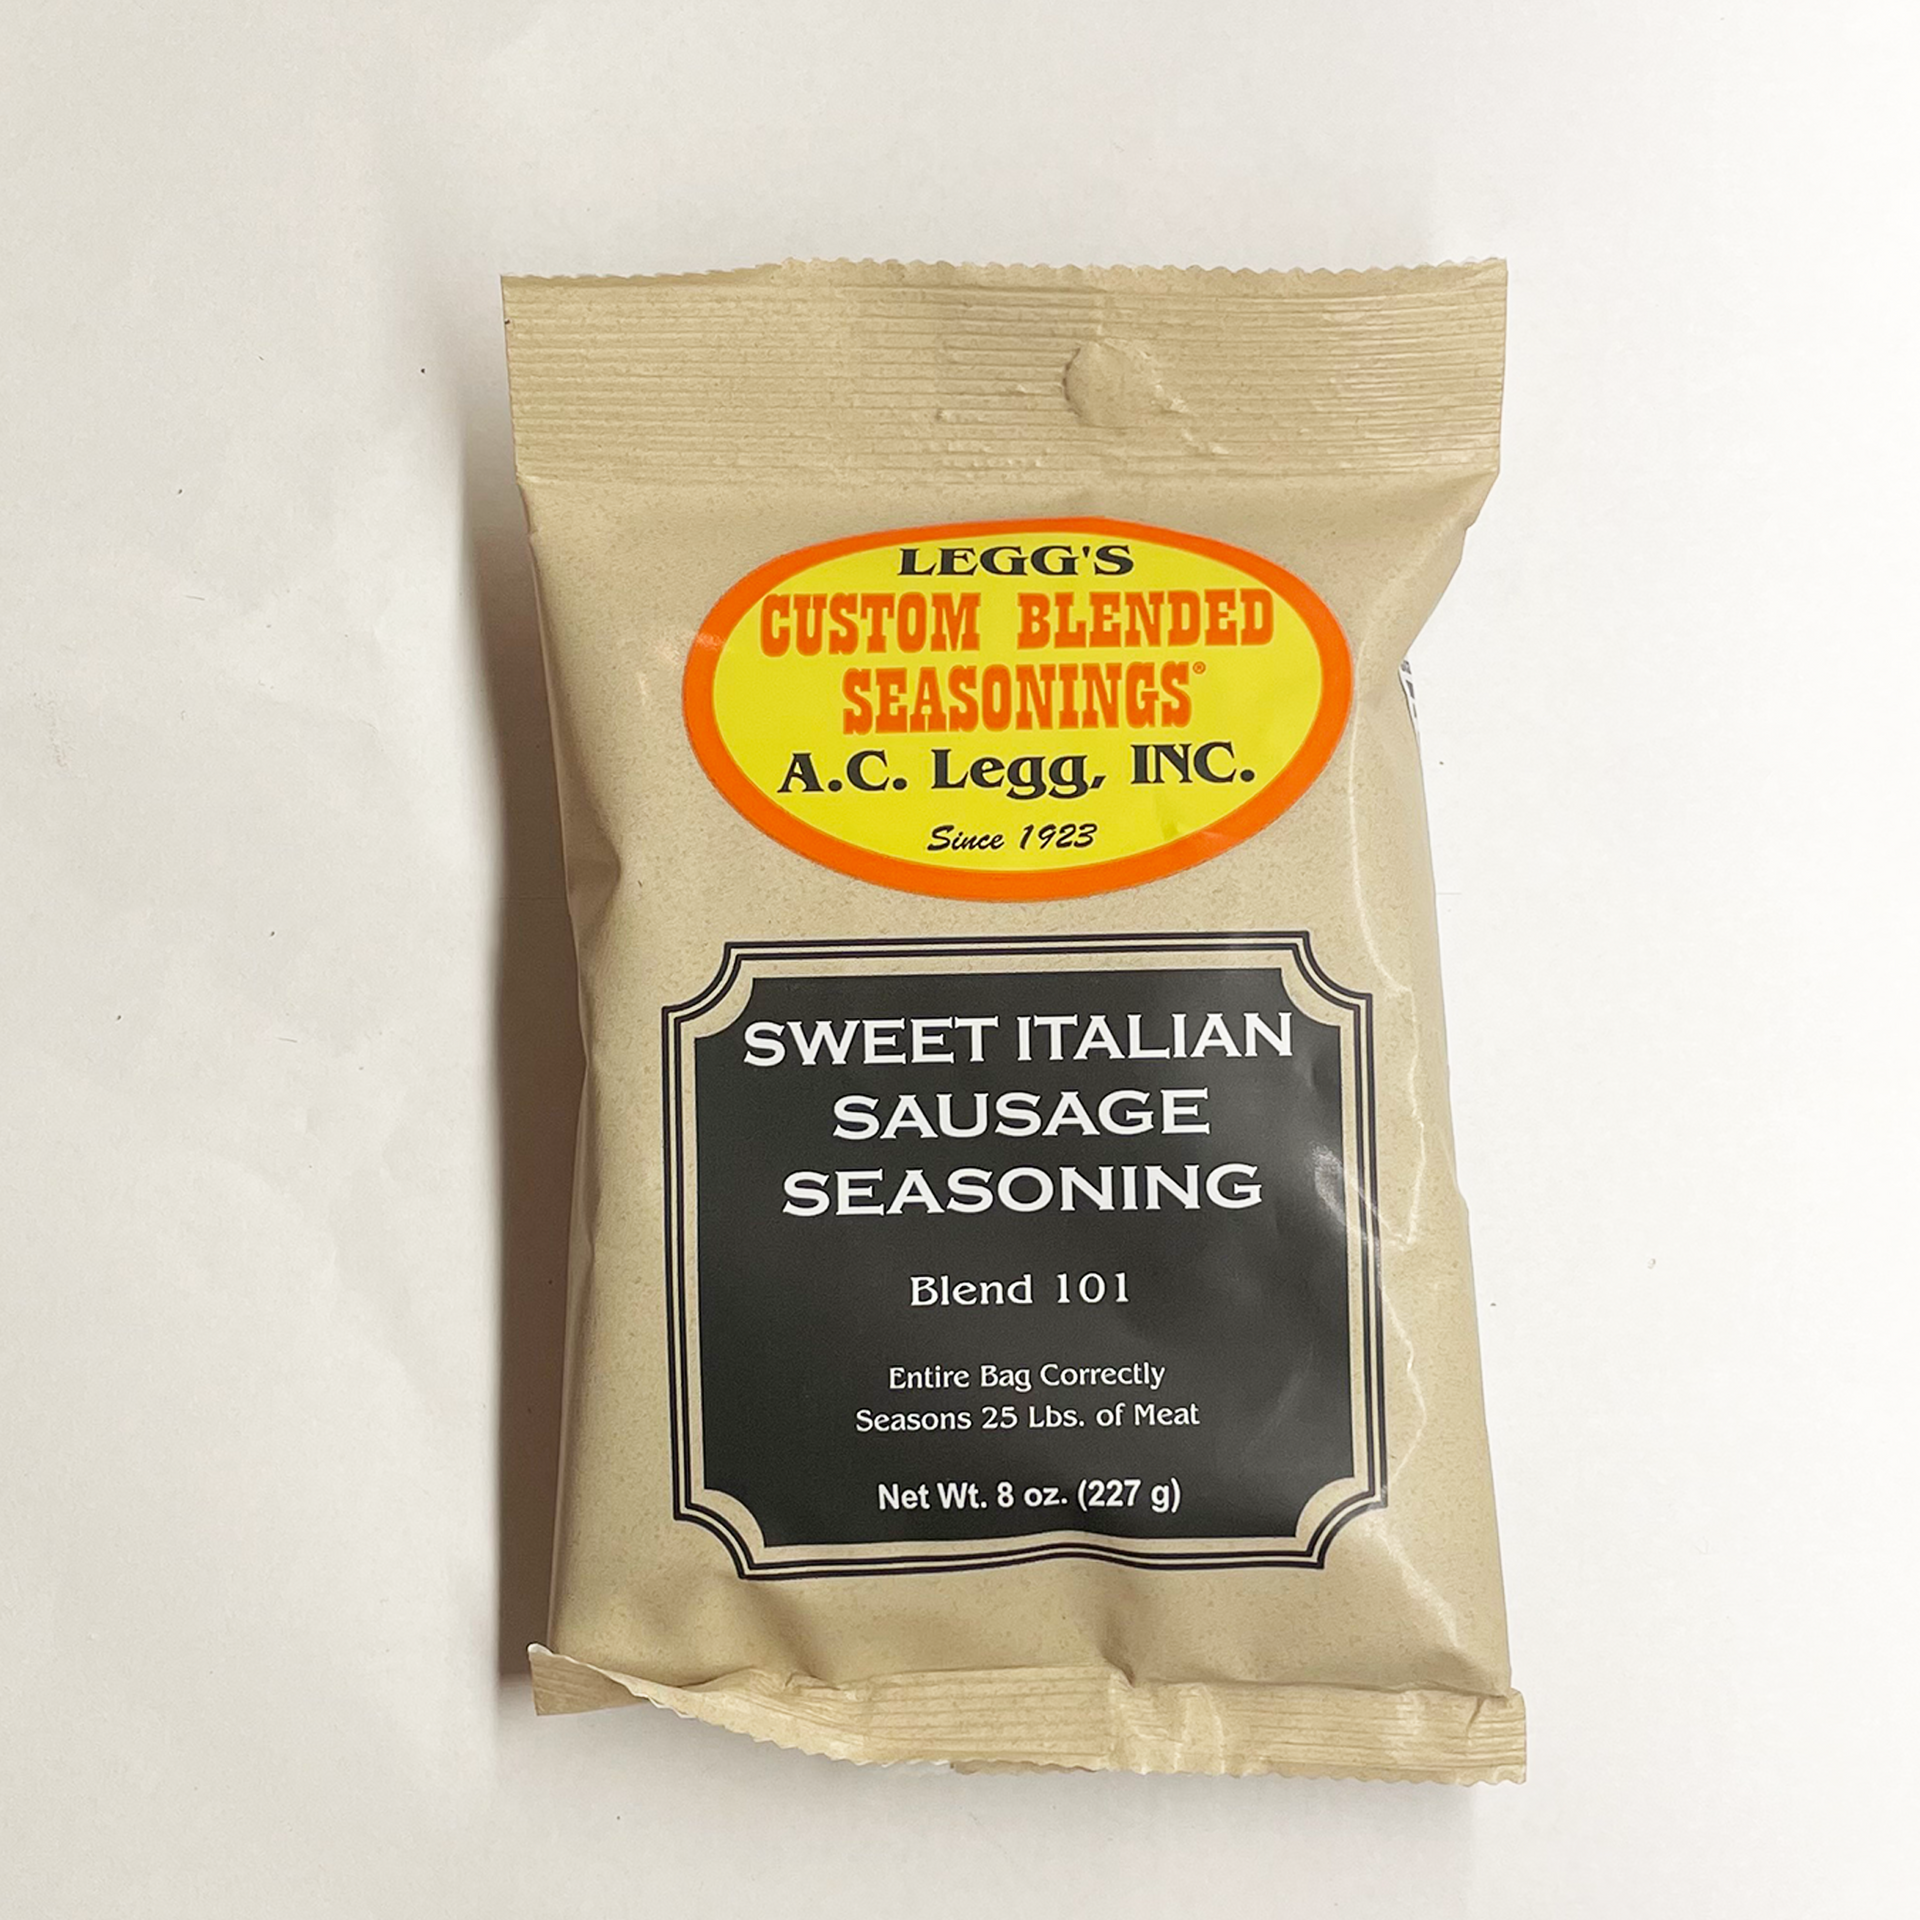 LEGG'S
CUSTOM BLENDED
SEASONINGS®
A.C. Legg, INC.
Since 1923
SWEET ITALIAN
SAUSAGE
SEASONING
Blend 101
Entire Bag Correctly
Seasons 25 Lbs. of Meat
Net Wt. 8 oz. (227 g)